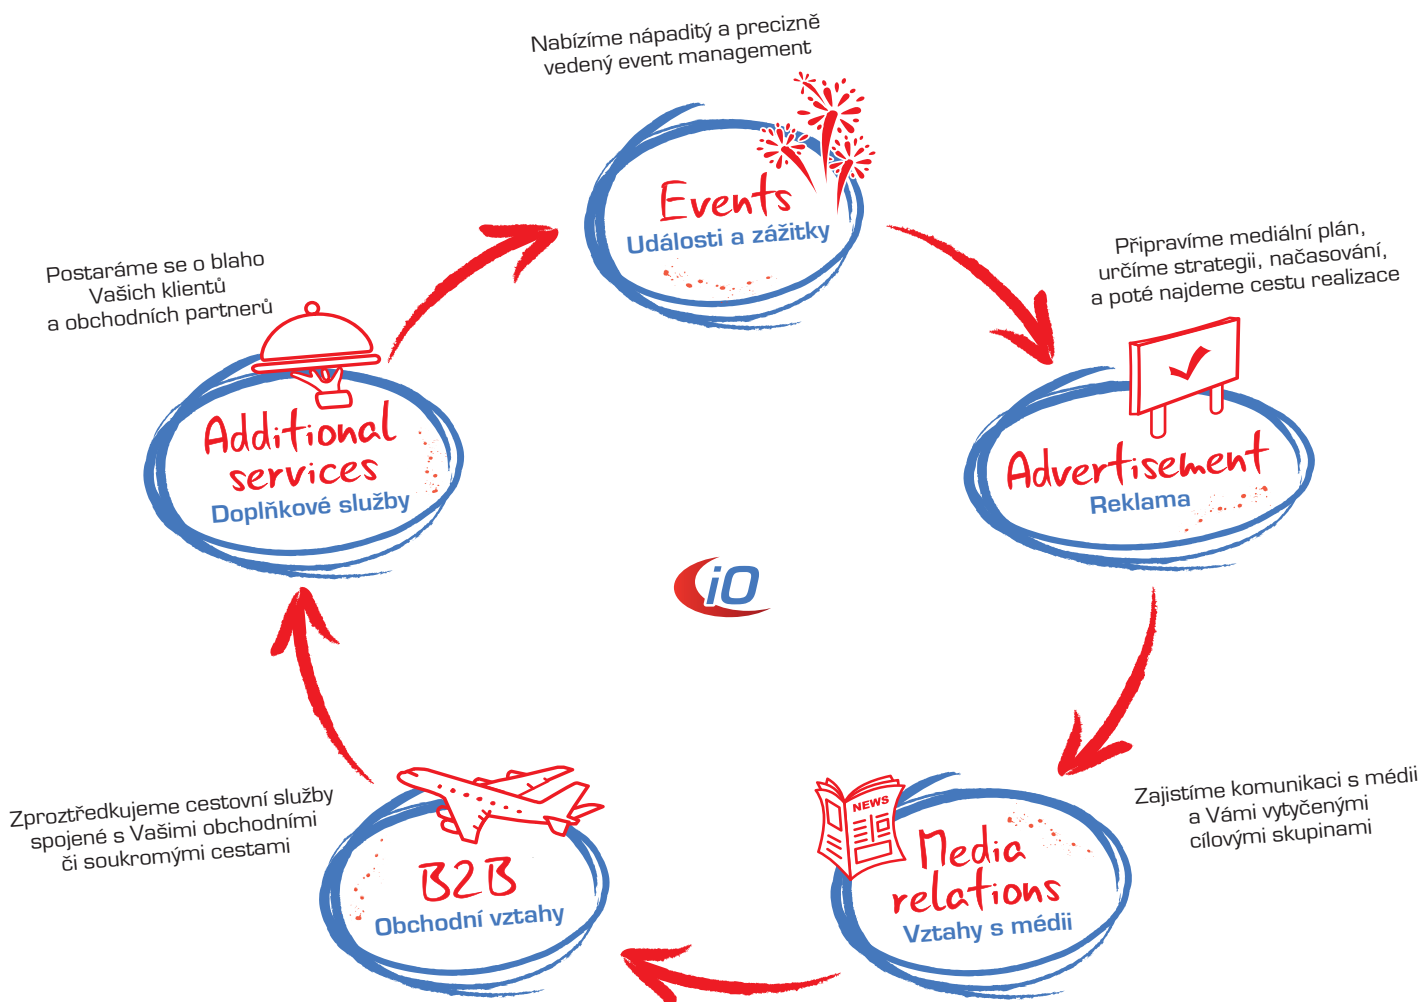 Nabízíme nápaditý a precizně
vedený event management
Events
Události a zážitky
Připravíme mediální plán,
určíme strategii, načasování,
a poté najdeme cestu realizace
Advertisement
Reklama
Zajistíme komunikaci s médii
a Vámi vytyčenými
cílovými skupinami
NEWS
Media
relations
Vztahy s médii
B2B
Obchodní vztahy
Zproztředkujeme cestovní služby
spojené s Vašimi obchodními
či soukromými cestami
Postaráme se o blaho
Vašich klientů
a obchodních partnerů
Additional
services
Doplňkové služby
iO